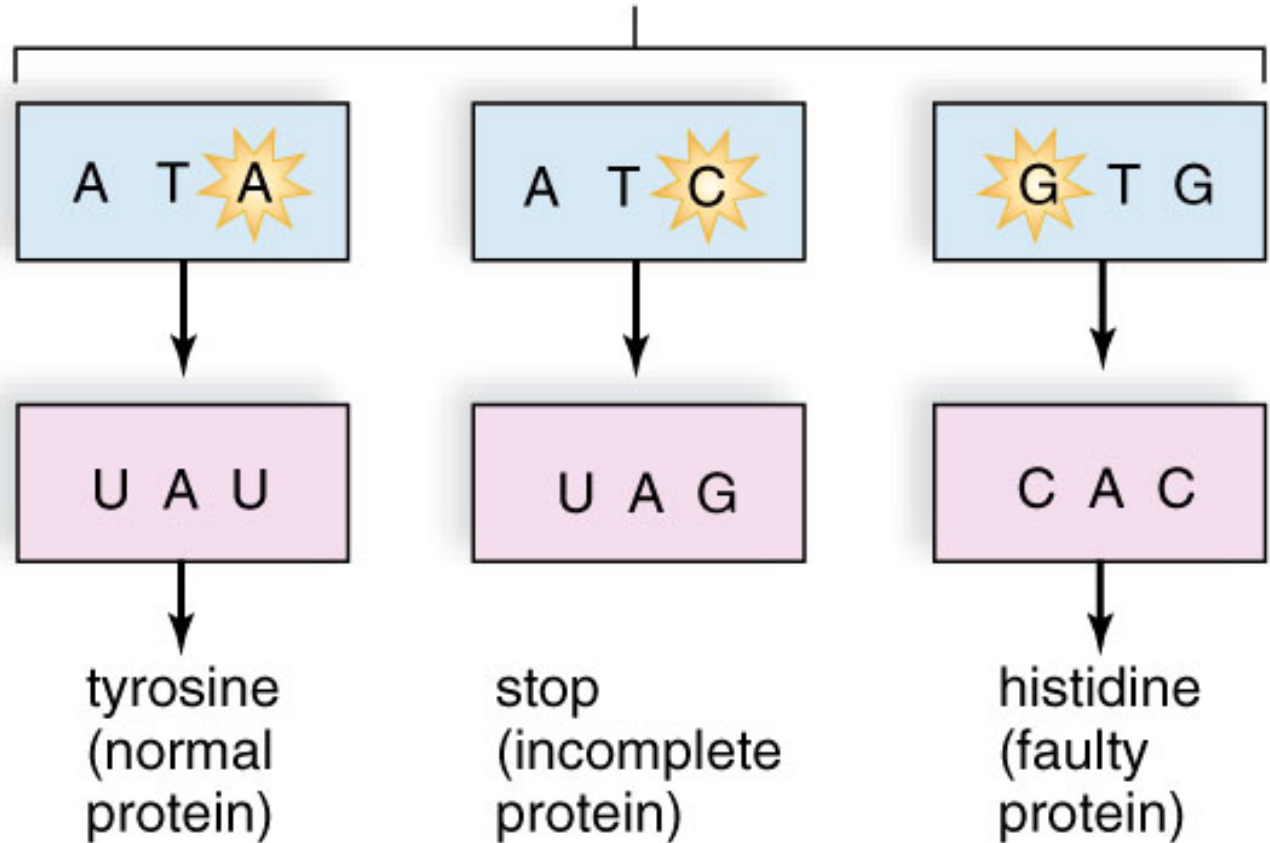 A T A
A T C
G T G
U A U
U A G
C A C
tyrosine
(normal
protein)
stop
(incomplete
protein)
histidine
(faulty
protein)